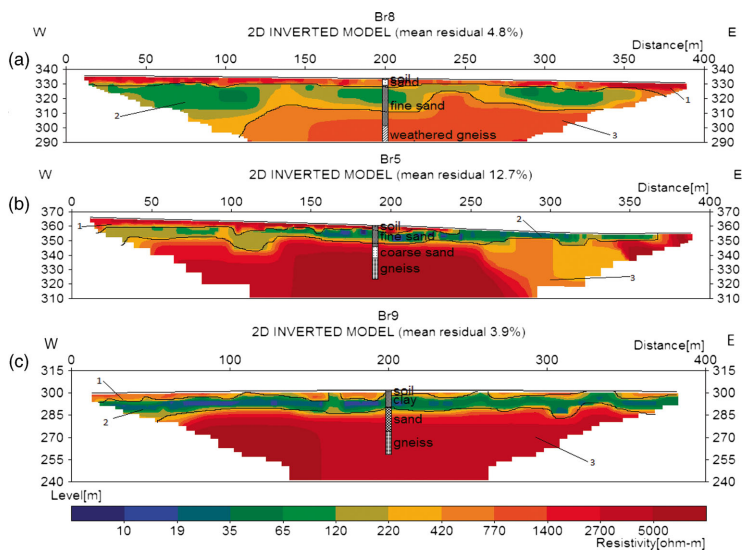 Br8
W 2D INVERTED MODEL (mean residual 4.8%) E
Distance[m]
(a)
0 50 100 150 200 250 300 350 400
340 340
330 330
320 320
310 310
300 300
290 290
soil
sand
fine sand
weathered gneiss
2
1
3
Br5
W 2D INVERTED MODEL (mean residual 12.7%) E
Distance[m]
(b)
0 50 100 150 200 250 300 350 400
370 370
360 360
350 350
340 340
330 330
320 320
310 310
soil
fine sand
coarse sand
gneiss
1
2
3
Br9
W 2D INVERTED MODEL (mean residual 3.9%) E
Distance[m]
(c)
0 100 200 300 400
315 315
300 300
285 285
270 270
255 255
240 240
soil
clay
sand
gneiss
1
2
3
Level[m]
10 19 35 65 120 220 420 770 1400 2700 5000
Resistivity[ohm-m]